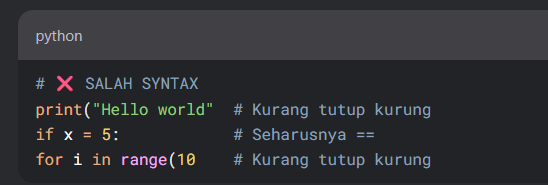 python
# ❌ SALAH SYNTAX
print("Hello world"  # Kurang tutup kurung
if x = 5:            # Seharusnya ==
for i in range(10    # Kurang tutup kurung